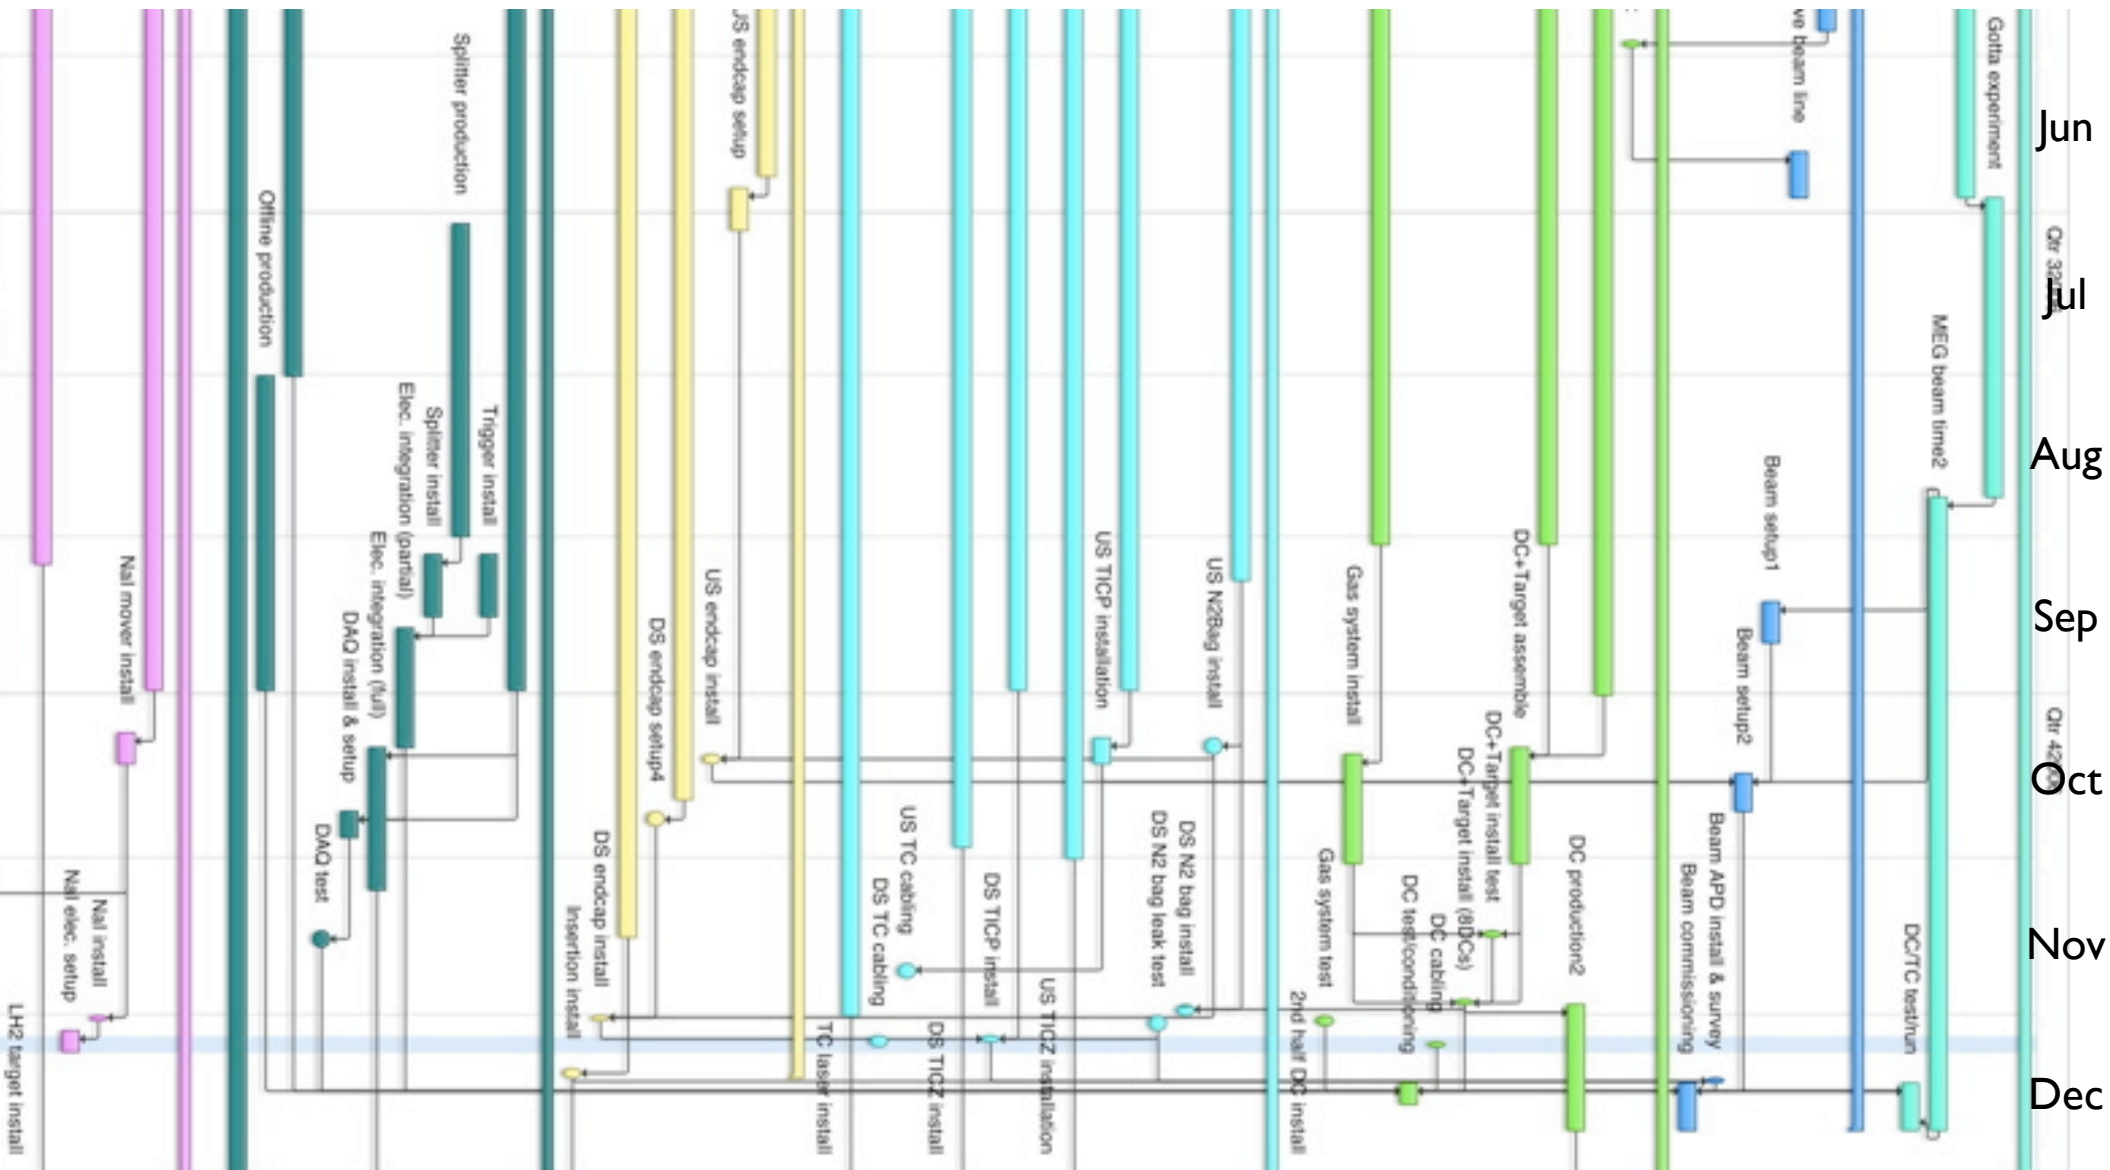 Jun
Jul
Aug
Sep
Oct
Nov
Dec
Gotta experiment
MEG beam time2
DC/TC test/run
beam line
Beam setup1
Beam setup2
Beam APD install & survey
Beam commissioning
DC production2
DC+Target assemble
DC+Target install test
DC+Target install (8DCs)
DC cabling
DC test/conditioning
Gas system install
Gas system test
2nd half DC install
US N2Bag install
DS N2 bag install
DS N2 bag leak test
US TICP installation
US TICZ installation
DS TICP install
DS TICZ install
US TC cabling
DS TC cabling
TC laser install
US endcap setup
US endcap install
DS endcap setup4
DS endcap install
Insertion install
Trigger install
Splitter production
Splitter install
Elec. integration (partial)
Elec. integration (full)
DAQ install & setup
DAQ test
Offline production
NaI mover install
NaI install
NaI elec. setup
LH2 target install